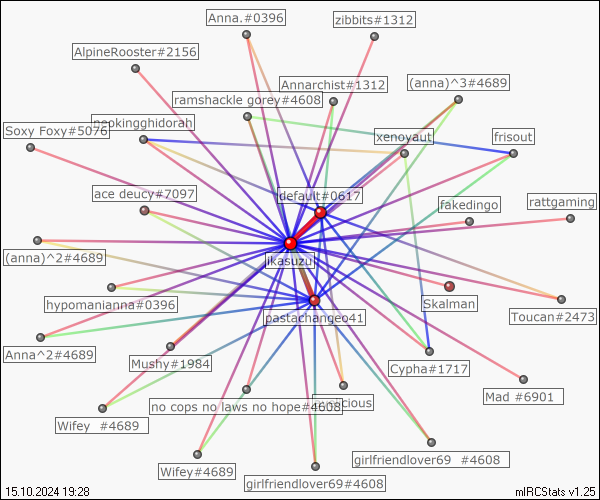 Anna.#0396
zibbits#1312
AlpineRooster#2156
Annarchist#1312
(anna)^3#4689
ramshackle gorey#4608
Soxy Foxy#5076
neokingghidorah
xenoyaut
frisout
ace deucy#7097
default#0617
fakedingo
rattgaming
(anna)^2#4689
ikasuzu
hypomanianna#0396
Skalman
Toucan#2473
pastachangeo41
Anna^2#4689
Mushy#1984
Cypha#1717
no cops no laws no hope#4608
Mad #6901
Wifey #4689
girlfriendlover69 #4608
Wifey#4689
girlfriendlover69#4608
15.10.2024 19:28
mIRCStats v1.25